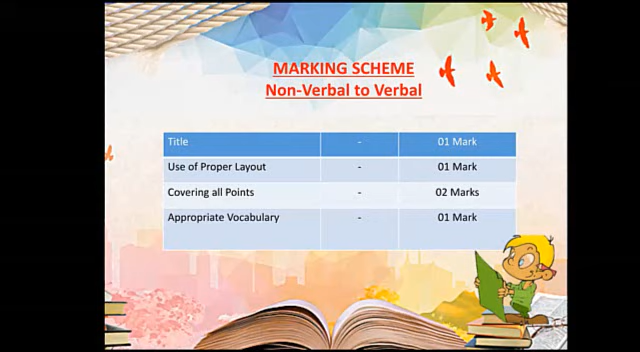 MARKING SCHEME
Non-Verbal to Verbal
Title - 01 Mark
Use of Proper Layout - 01 Mark
Covering all Points - 02 Marks
Appropriate Vocabulary - 01 Mark